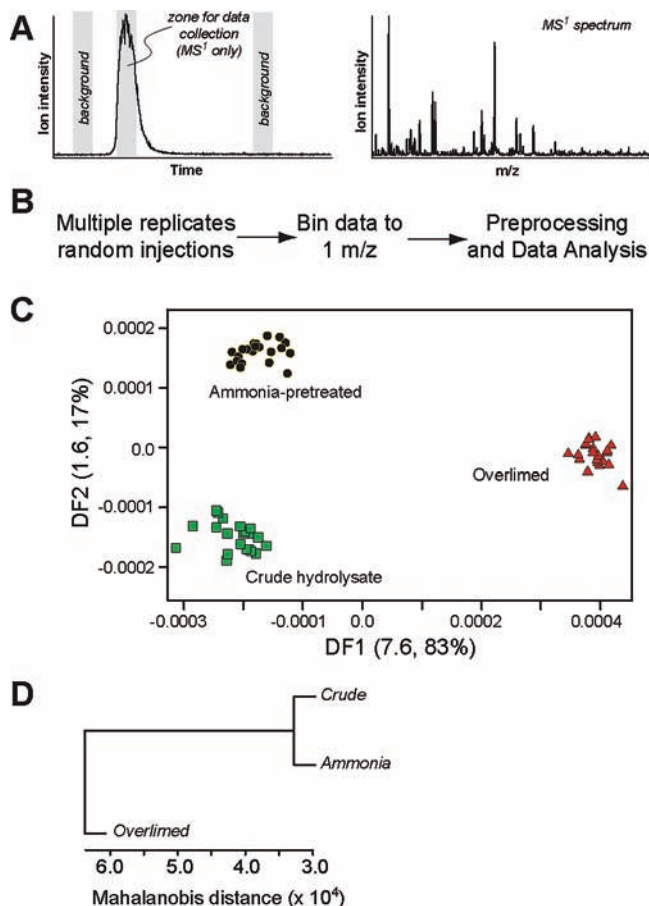 A
zone for data
collection
(MS¹ only)
background
background
Ion intensity
Time
MS¹ spectrum
Ion intensity
m/z
B
Multiple replicates
random injections
Bin data to
1 m/z
Preprocessing
and Data Analysis
C
0.0002
0.0001
0.0
-0.0001
-0.0002
DF2 (1.6, 17%)
Ammonia-pretreated
Overlimed
Crude hydrolysate
-0.0003
-0.0001
0.0
0.0002
0.0004
DF1 (7.6, 83%)
D
Crude
Ammonia
Overlimed
6.0
5.0
4.0
3.0
Mahalanobis distance (x 10⁴)